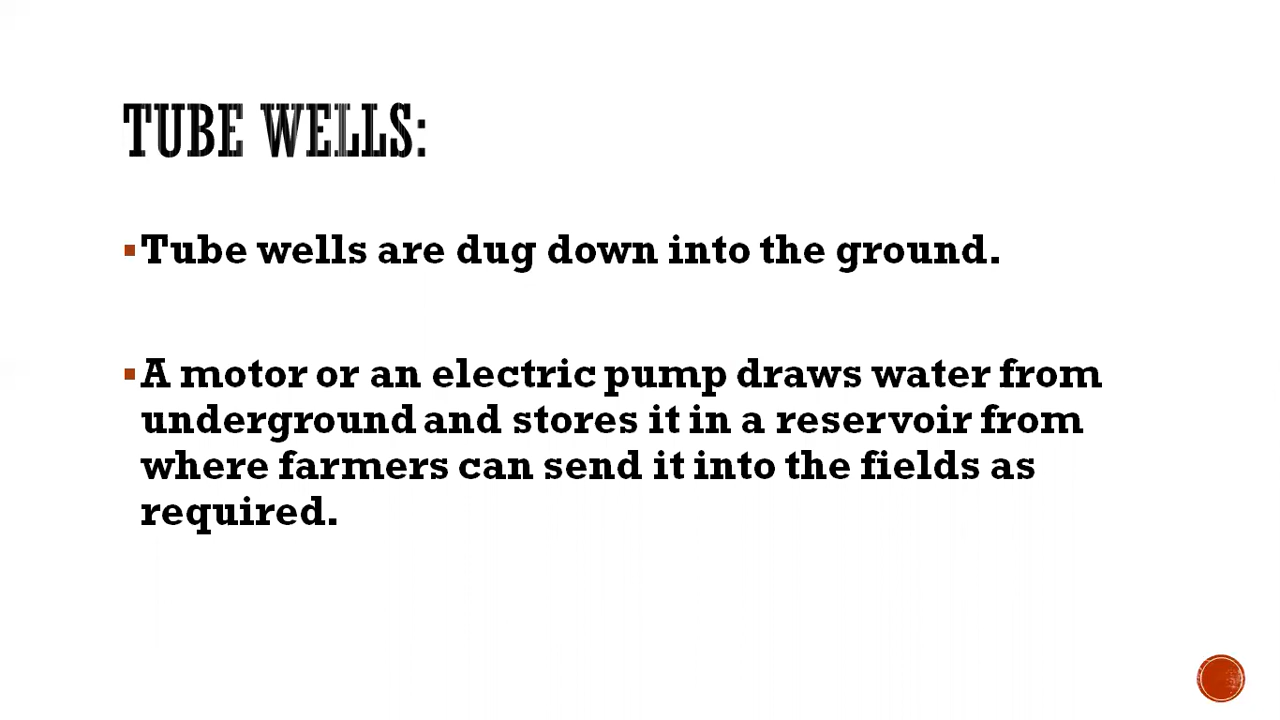 TUBE WELLS:
▪Tube wells are dug down into the ground.
▪A motor or an electric pump draws water from
underground and stores it in a reservoir from
where farmers can send it into the fields as
required.